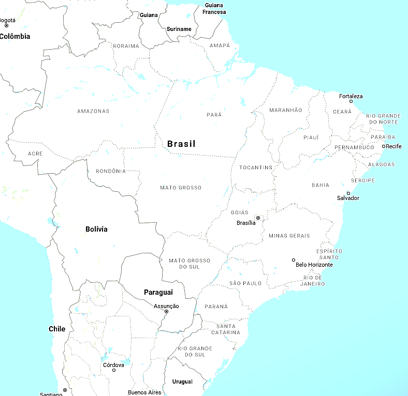 Guiana
Francesa
Guiana
Suriname
Colômbia
RORAIMA
AMAPÁ
Fortaleza
AMAZONAS
PARÁ
MARANHÃO
CEARÁ
RIO GRANDE
DO NORTE
PIAUÍ
PARAÍBA
Recife
PERNAMBUCO
Brasil
ACRE
ALAGOAS
RONDÔNIA
TOCANTINS
SERGIPE
MATO GROSSO
BAHIA
Salvador
GOIÁS
Brasília
Bolívia
MINAS GERAIS
ESPÍRITO
SANTO
MATO GROSSO
DO SUL
Belo Horizonte
RIO DE
JANEIRO
SÃO PAULO
Paraguai
Assunção
PARANÁ
Chile
SANTA
CATARINA
RIO GRANDE
DO SUL
Córdova
Uruguai
Santiago
Buenos Aires